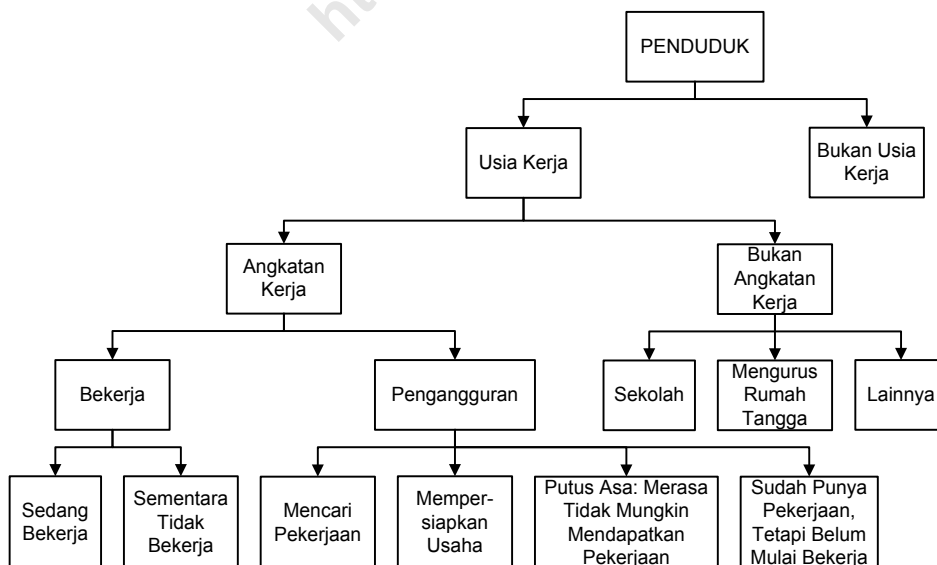 PENDUDUK
Usia Kerja
Bukan Usia
Kerja
Angkatan
Kerja
Bukan
Angkatan
Kerja
Bekerja
Pengangguran
Sekolah
Mengurus
Rumah
Tangga
Lainnya
Sedang
Bekerja
Sementara
Tidak
Bekerja
Mencari
Pekerjaan
Memper-
siapkan
Usaha
Putus Asa: Merasa
Tidak Mungkin
Mendapatkan
Pekerjaan
Sudah Punya
Pekerjaan,
Tetapi Belum
Mulai Bekerja